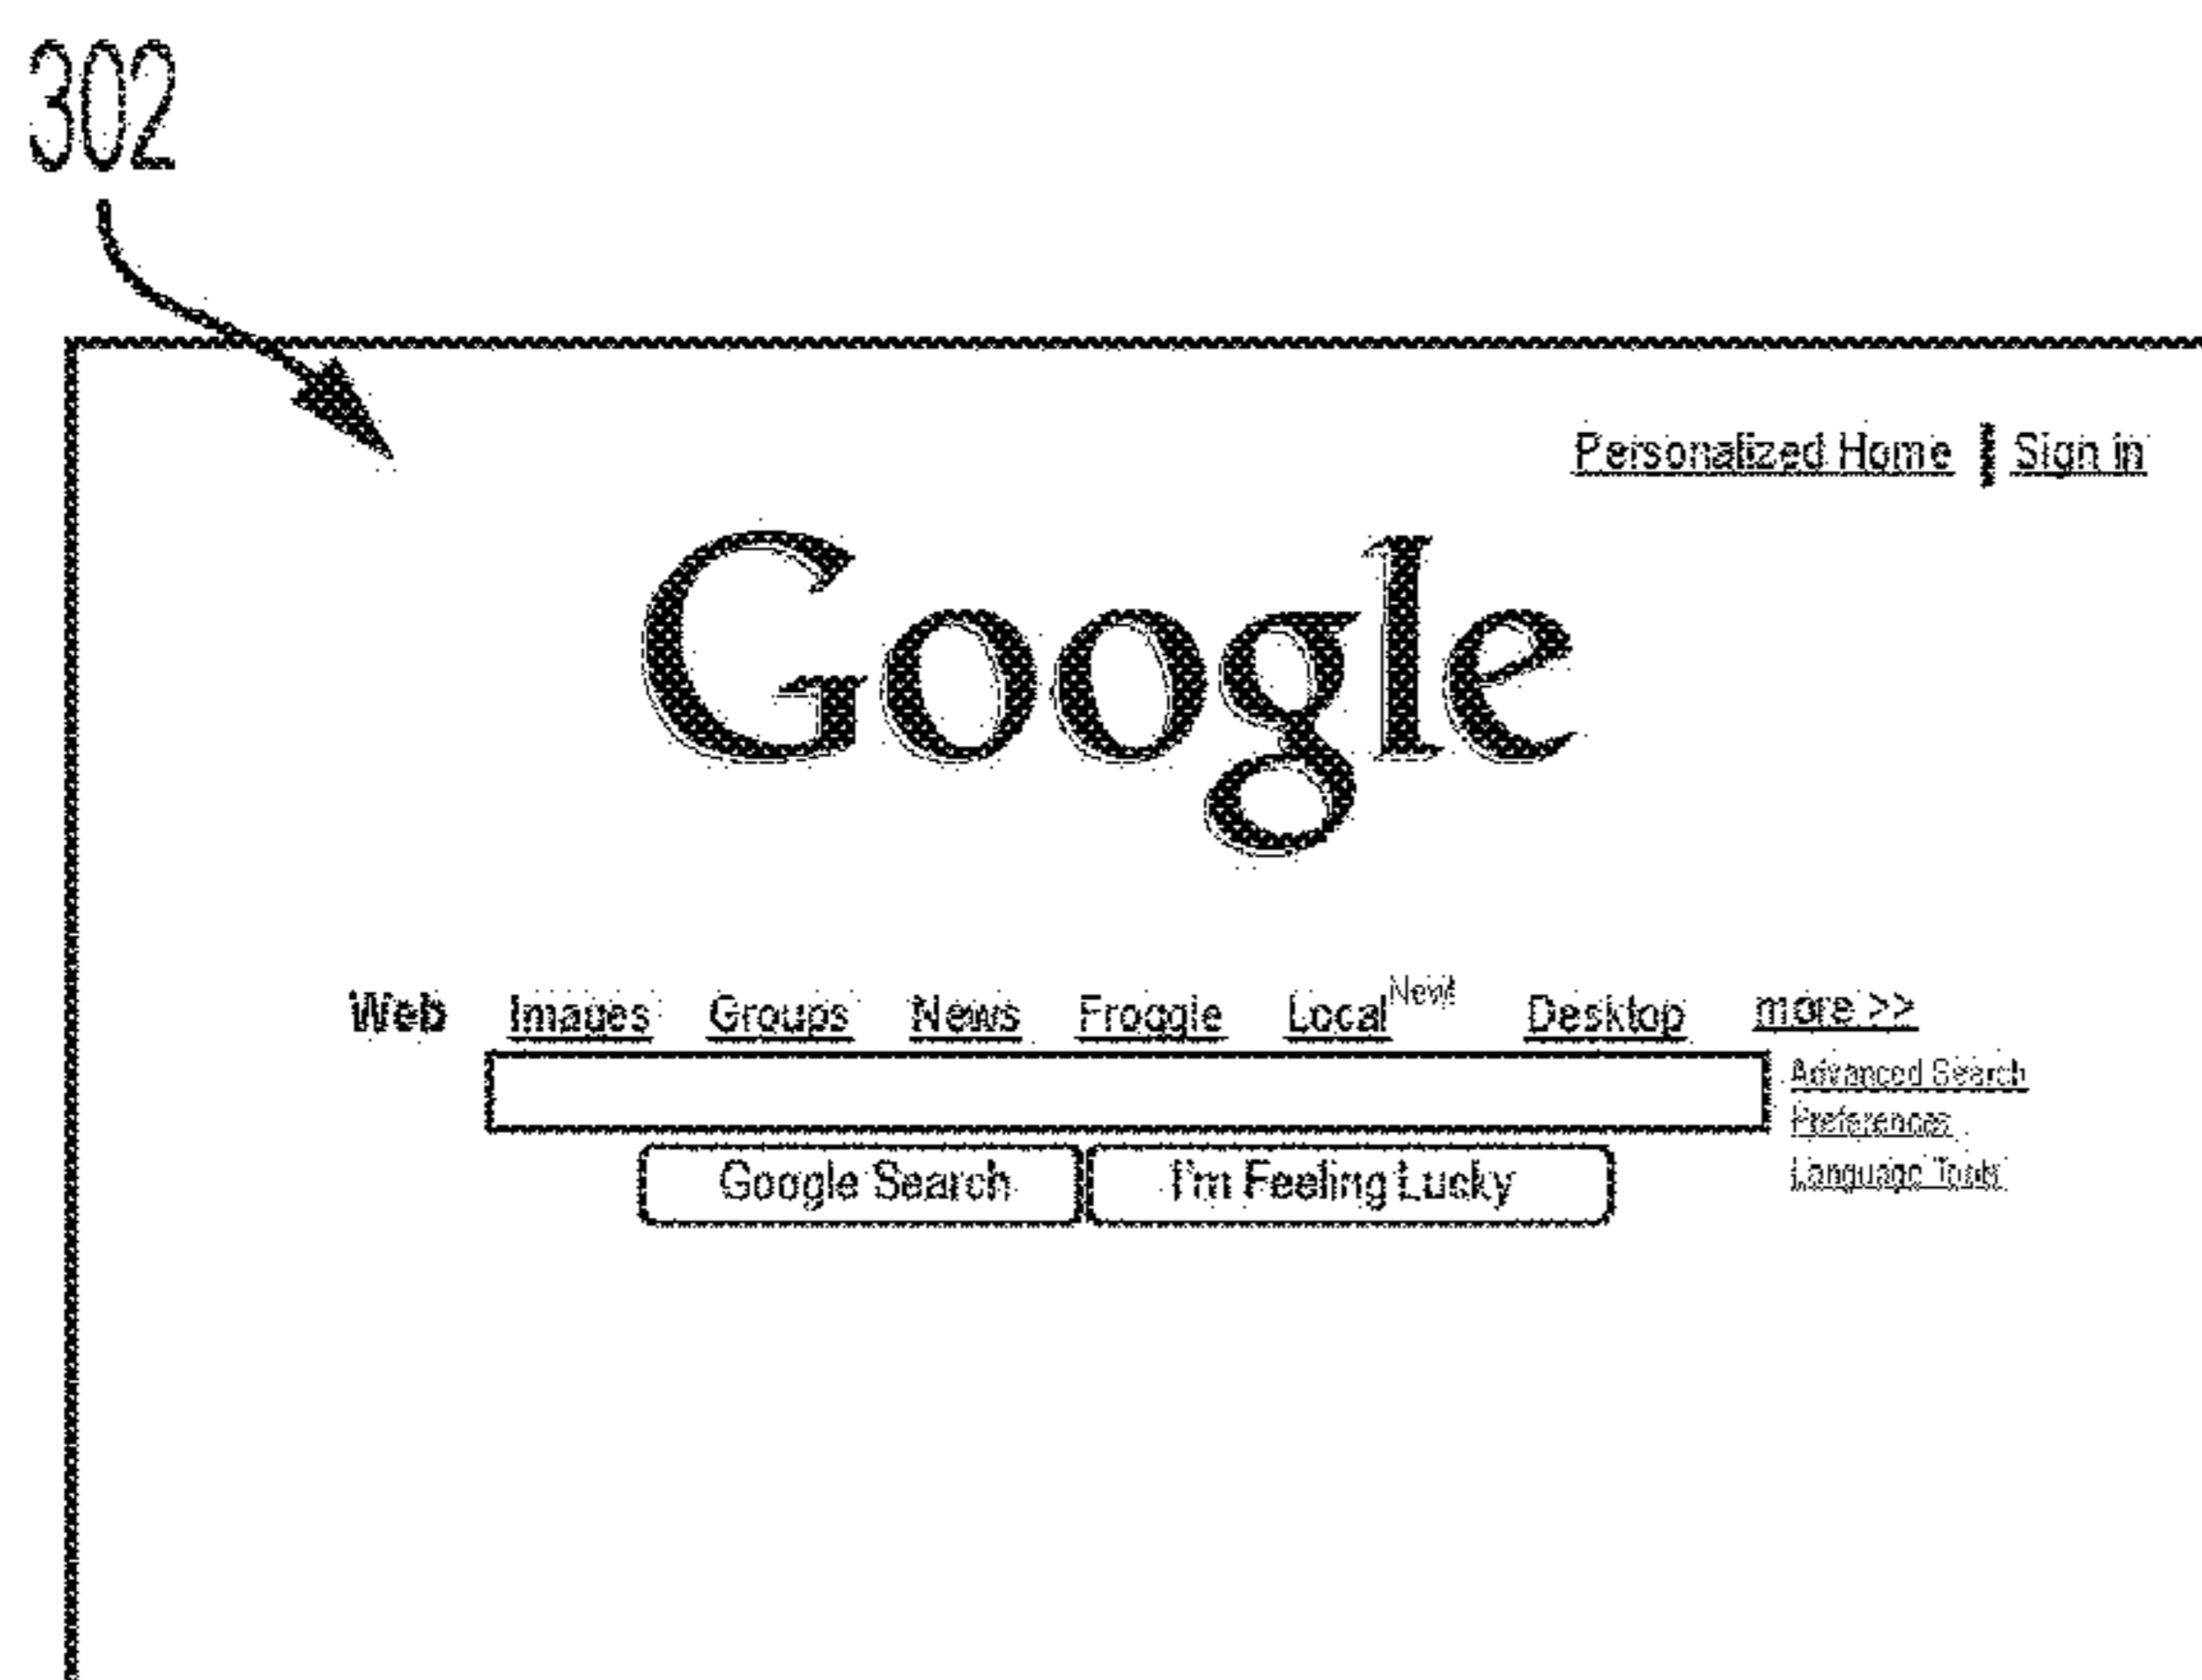 302
Personalized Home | Sign in
Google
Web Images Groups News Froggle Local New! Desktop more >>
Advanced Search
Preferences
Language Tools
Google Search I'm Feeling Lucky